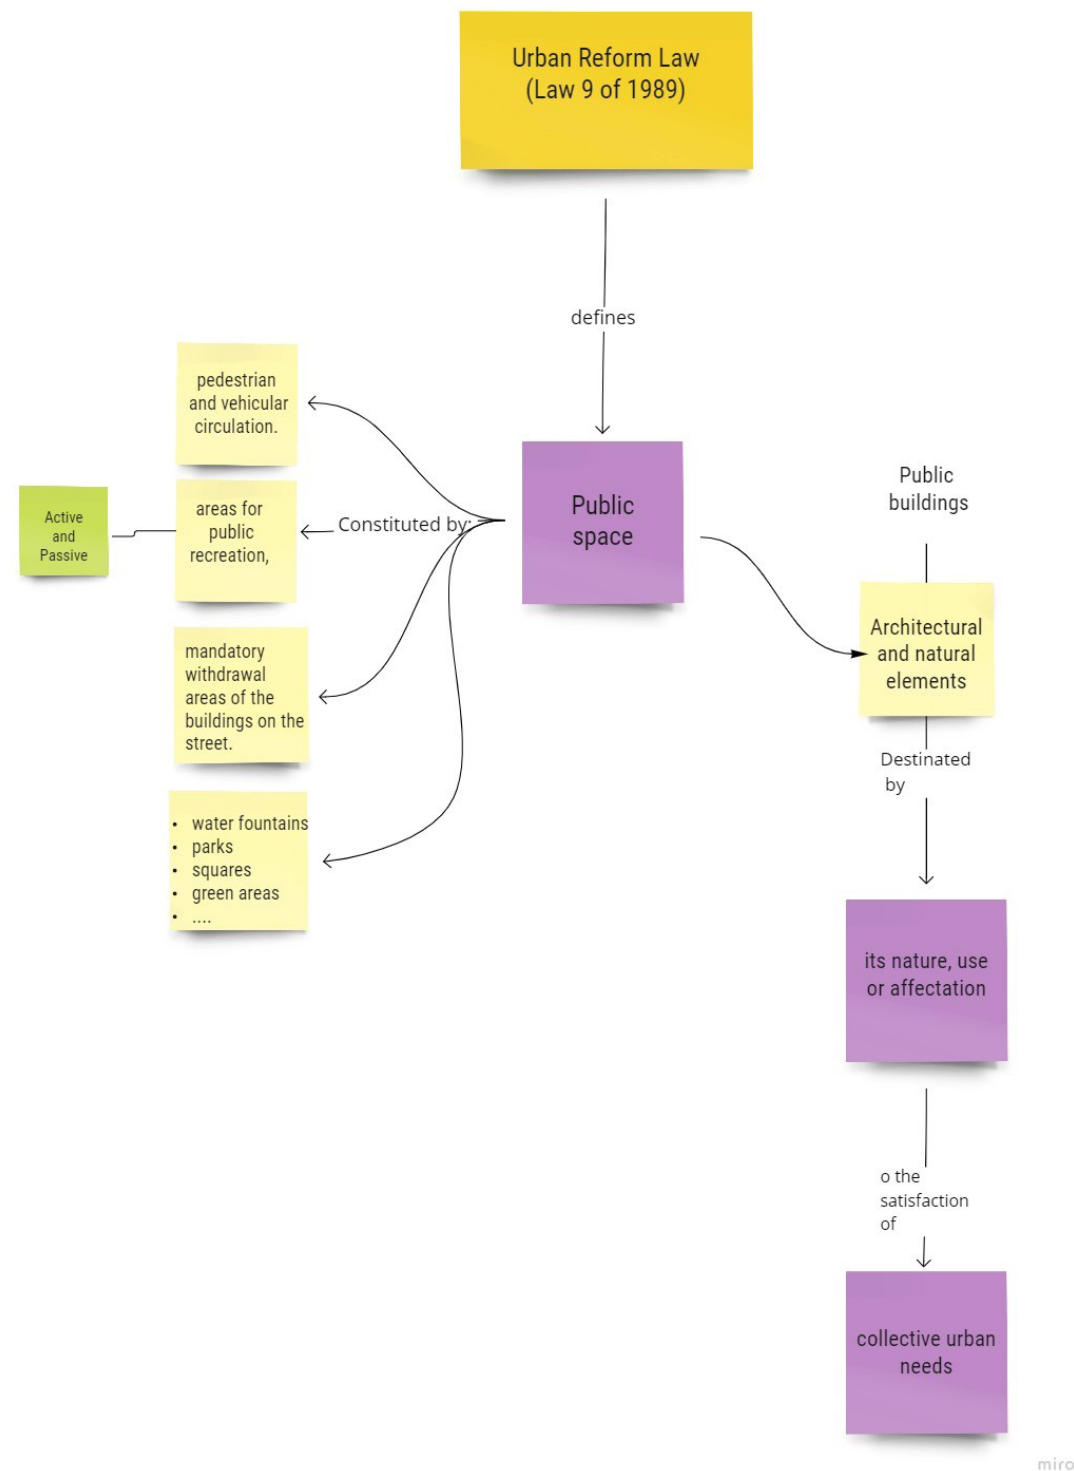 Urban Reform Law
(Law 9 of 1989)
defines
pedestrian
and vehicular
circulation.
Active
and
Passive
areas for
public
recreation,
Constituted by:
Public
space
Public
buildings
mandatory
withdrawal
areas of the
buildings on the
street.
Architectural
and natural
elements
Destinated
by
• water fountains
• parks
• squares
• green areas
• ....
its nature, use
or affectation
o the
satisfaction
of
collective urban
needs
miro